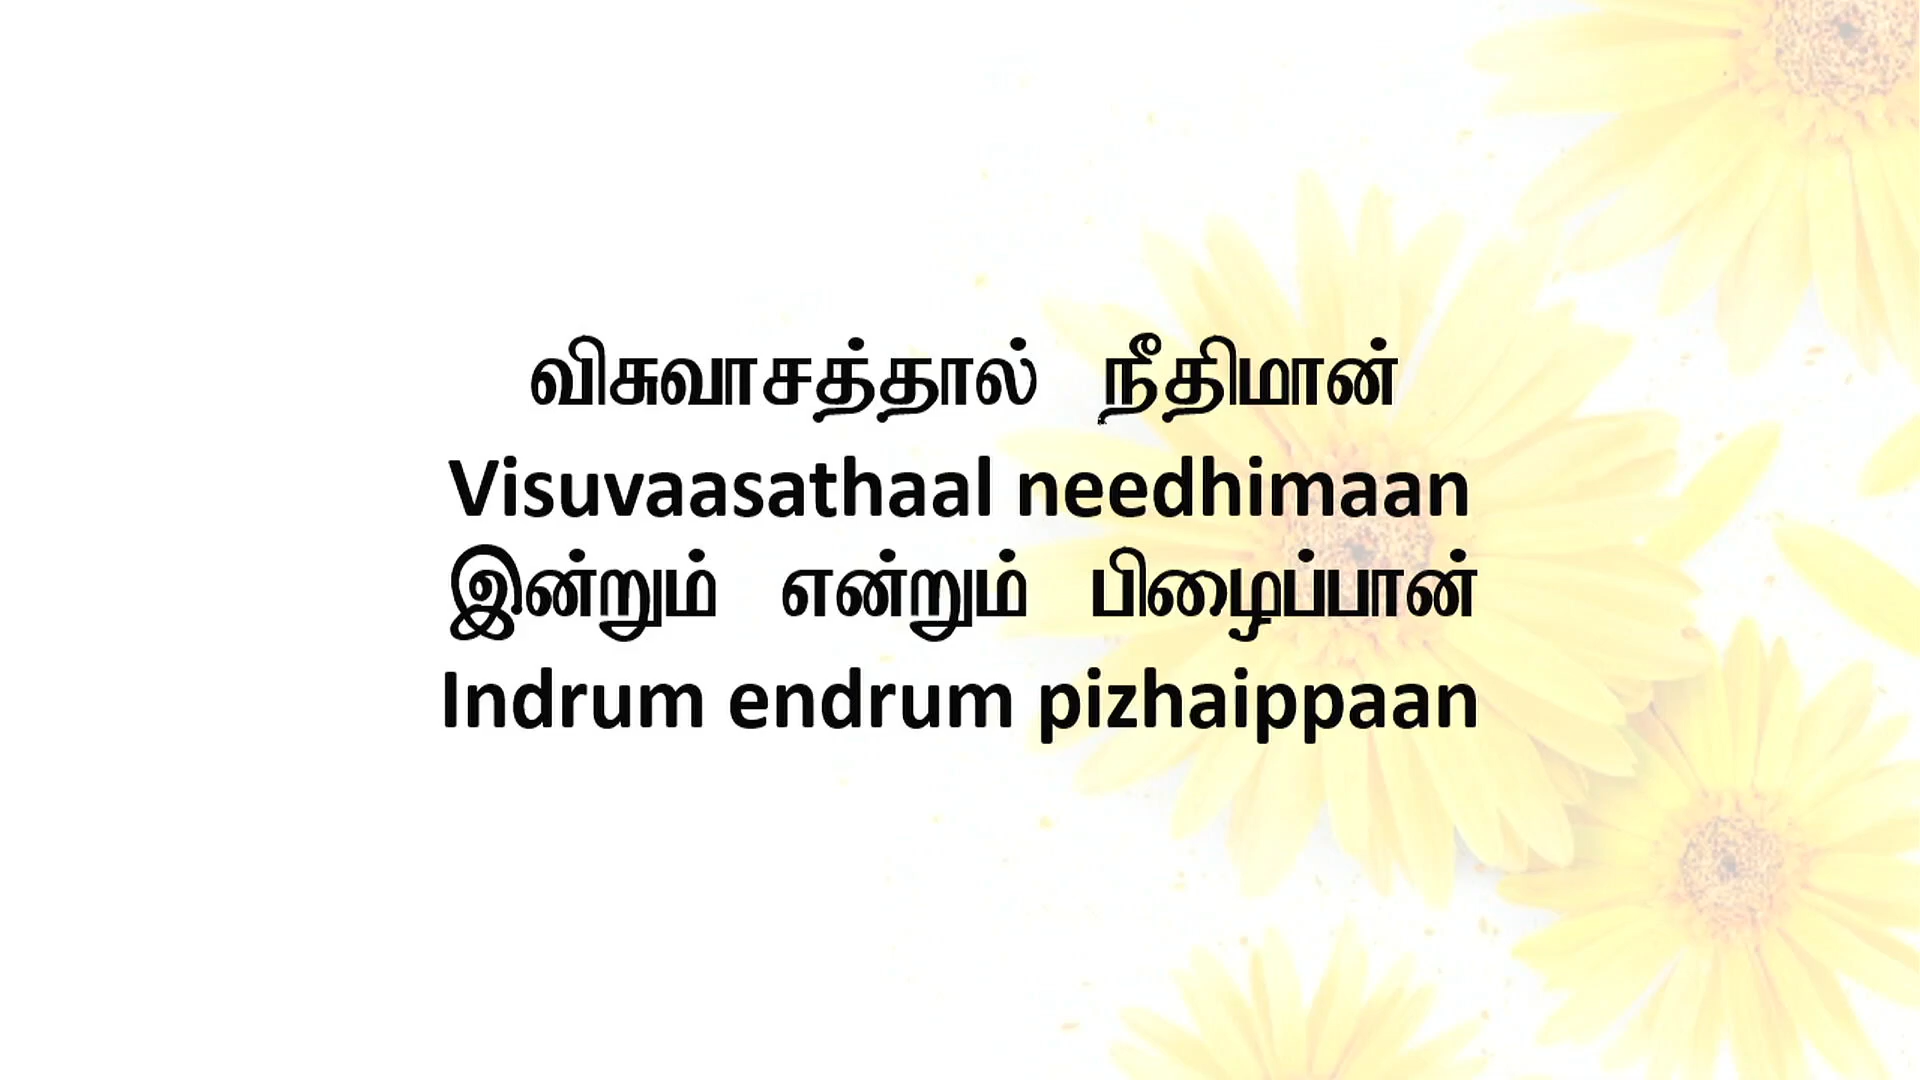 விசுவாசத்தால் நீதிமான்
Visuvaasathaal needhimaan
இன்றும் என்றும் பிழைப்பான்
Indrum endrum pizhaippaan